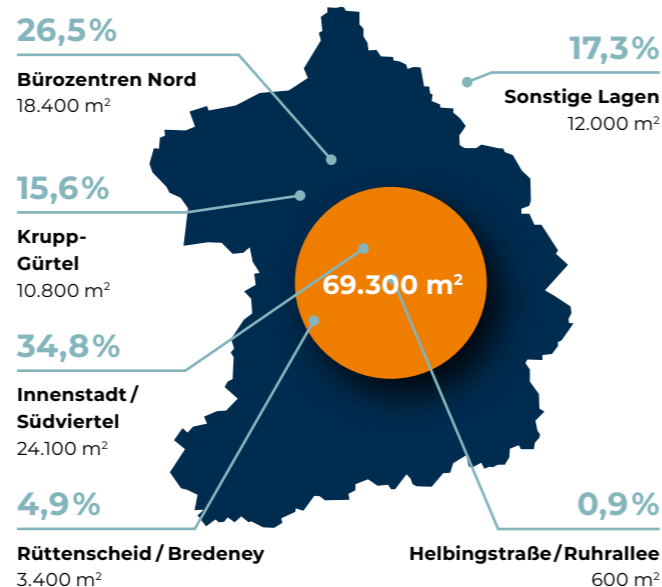 26,5%
Bürozentren Nord
18.400 m²
17,3%
Sonstige Lagen
12.000 m²
15,6%
Krupp-
Gürtel
10.800 m²
69.300 m²
34,8%
Innenstadt /
Südviertel
24.100 m²
4,9%
Rüttenscheid / Bredeney
3.400 m²
0,9%
Helbingstraße / Ruhrallee
600 m²